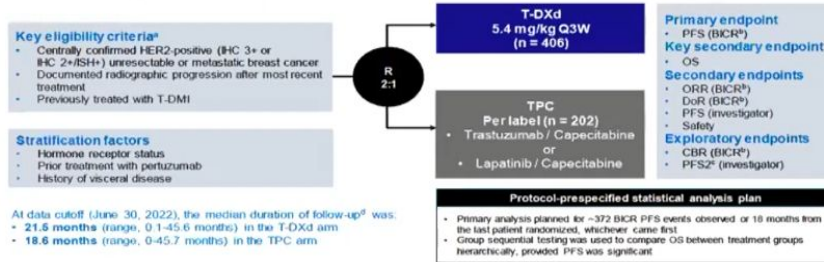 Key eligibility criteriaᵃ
• Centrally confirmed HER2-positive (IHC 3+ or
IHC 2+/ISH+) unresectable or metastatic breast cancer
• Documented radiographic progression after most recent
treatment
• Previously treated with T-DM1
Stratification factors
• Hormone receptor status
• Prior treatment with pertuzumab
• History of visceral disease
R
2:1
T-DXd
5.4 mg/kg Q3W
(n = 406)
TPC
Per label (n = 202)
• Trastuzumab / Capecitabine
or
• Lapatinib / Capecitabine
Primary endpoint
• PFS (BICRᵇ)
Key secondary endpoint
• OS
Secondary endpoints
• ORR (BICRᵇ)
• DoR (BICRᵇ)
• PFS (investigator)
• Safety
Exploratory endpoints
• CBR (BICRᵇ)
• PFS2ᶜ (investigator)
At data cutoff (June 30, 2022), the median duration of follow-upᵈ was:
• 21.5 months (range, 0.1-45.6 months) in the T-DXd arm
• 18.6 months (range, 0-45.7 months) in the TPC arm
Protocol-prespecified statistical analysis plan
• Primary analysis planned for ~372 BICR PFS events observed or 18 months from
the last patient randomized, whichever came first
• Group sequential testing was used to compare OS between treatment groups
hierarchically, provided PFS was significant